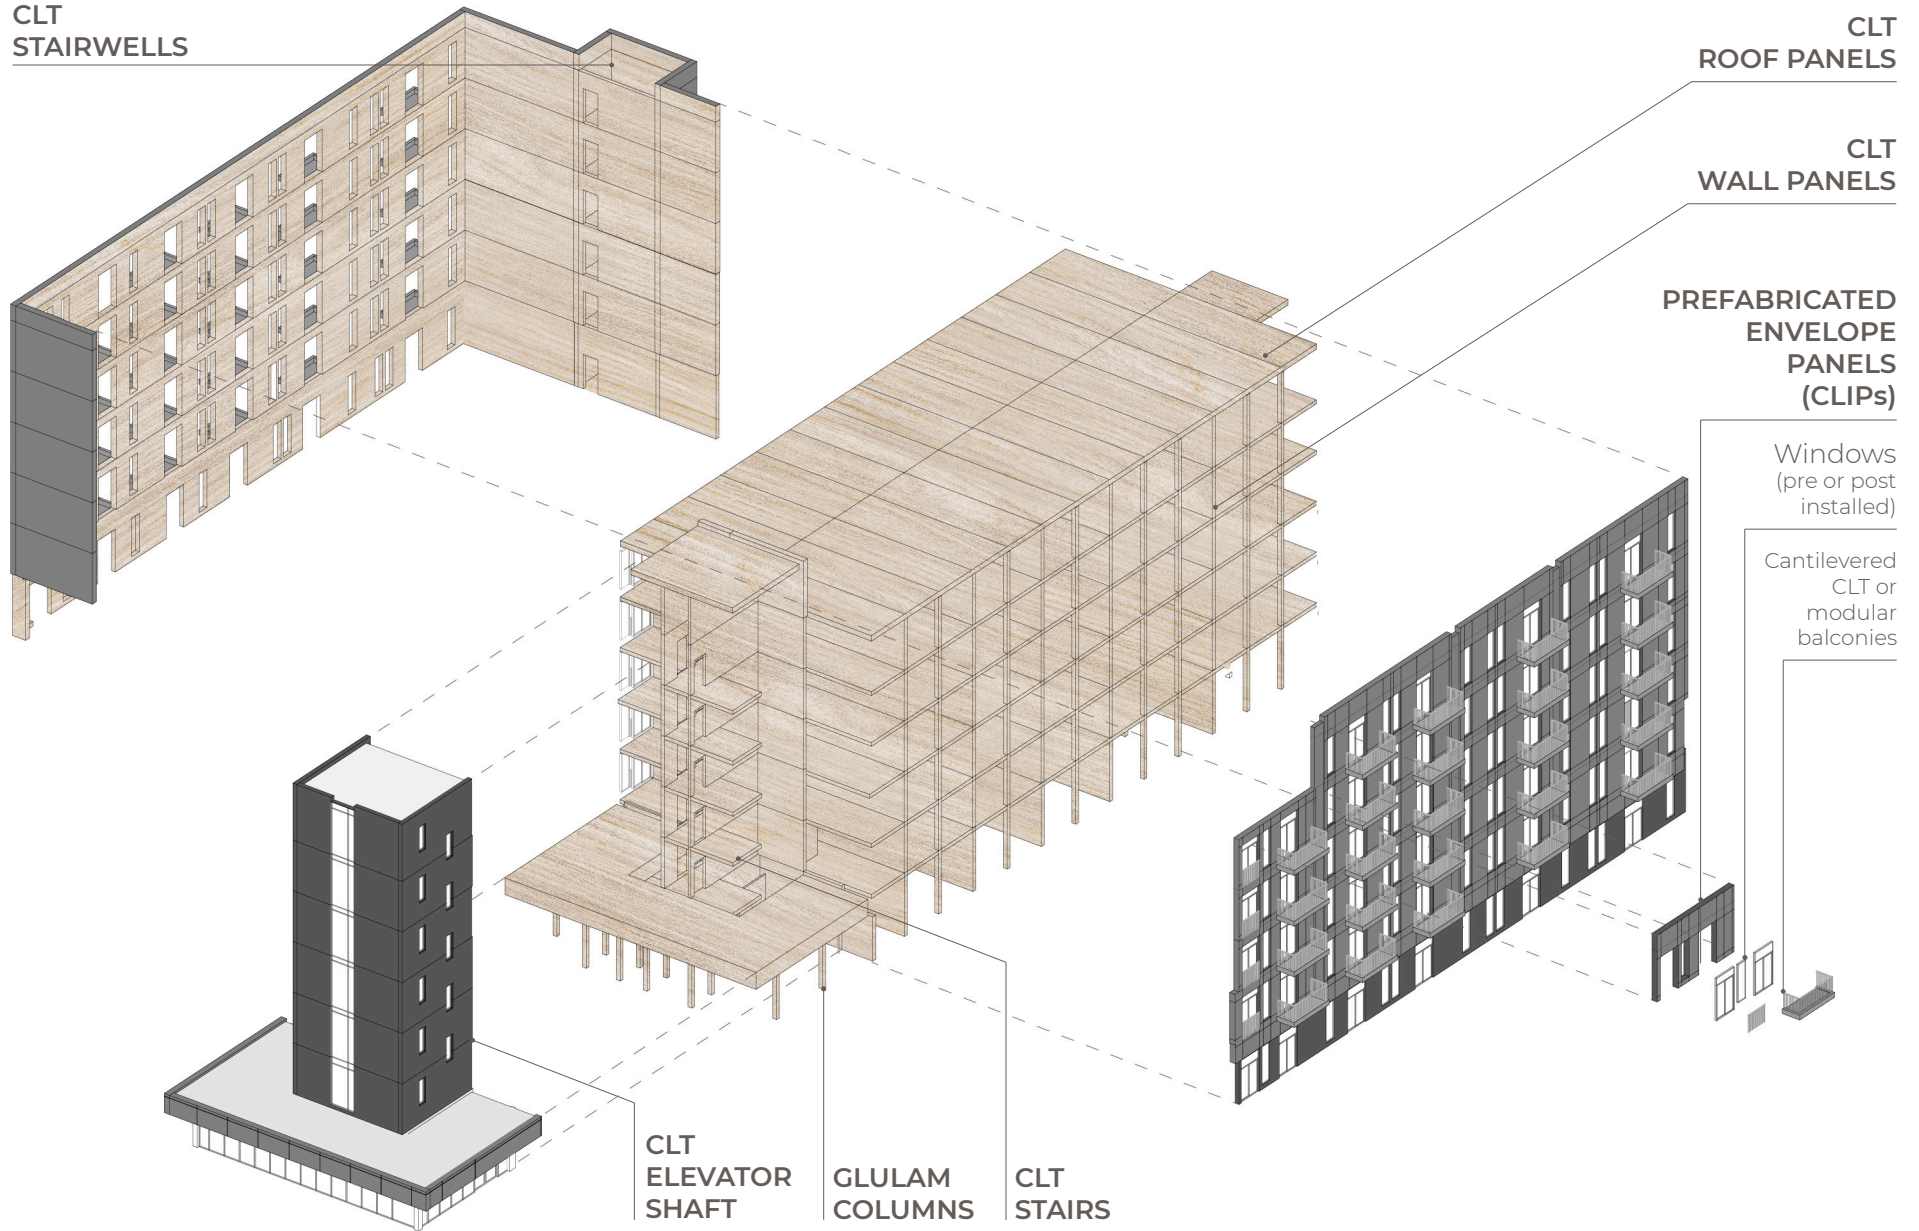 CLT
STAIRWELLS
CLT
ROOF PANELS
CLT
WALL PANELS
PREFABRICATED
ENVELOPE
PANELS
(CLIPs)
Windows
(pre or post
installed)
Cantilevered
CLT or
modular
balconies
CLT
ELEVATOR
SHAFT
GLULAM
COLUMNS
CLT
STAIRS